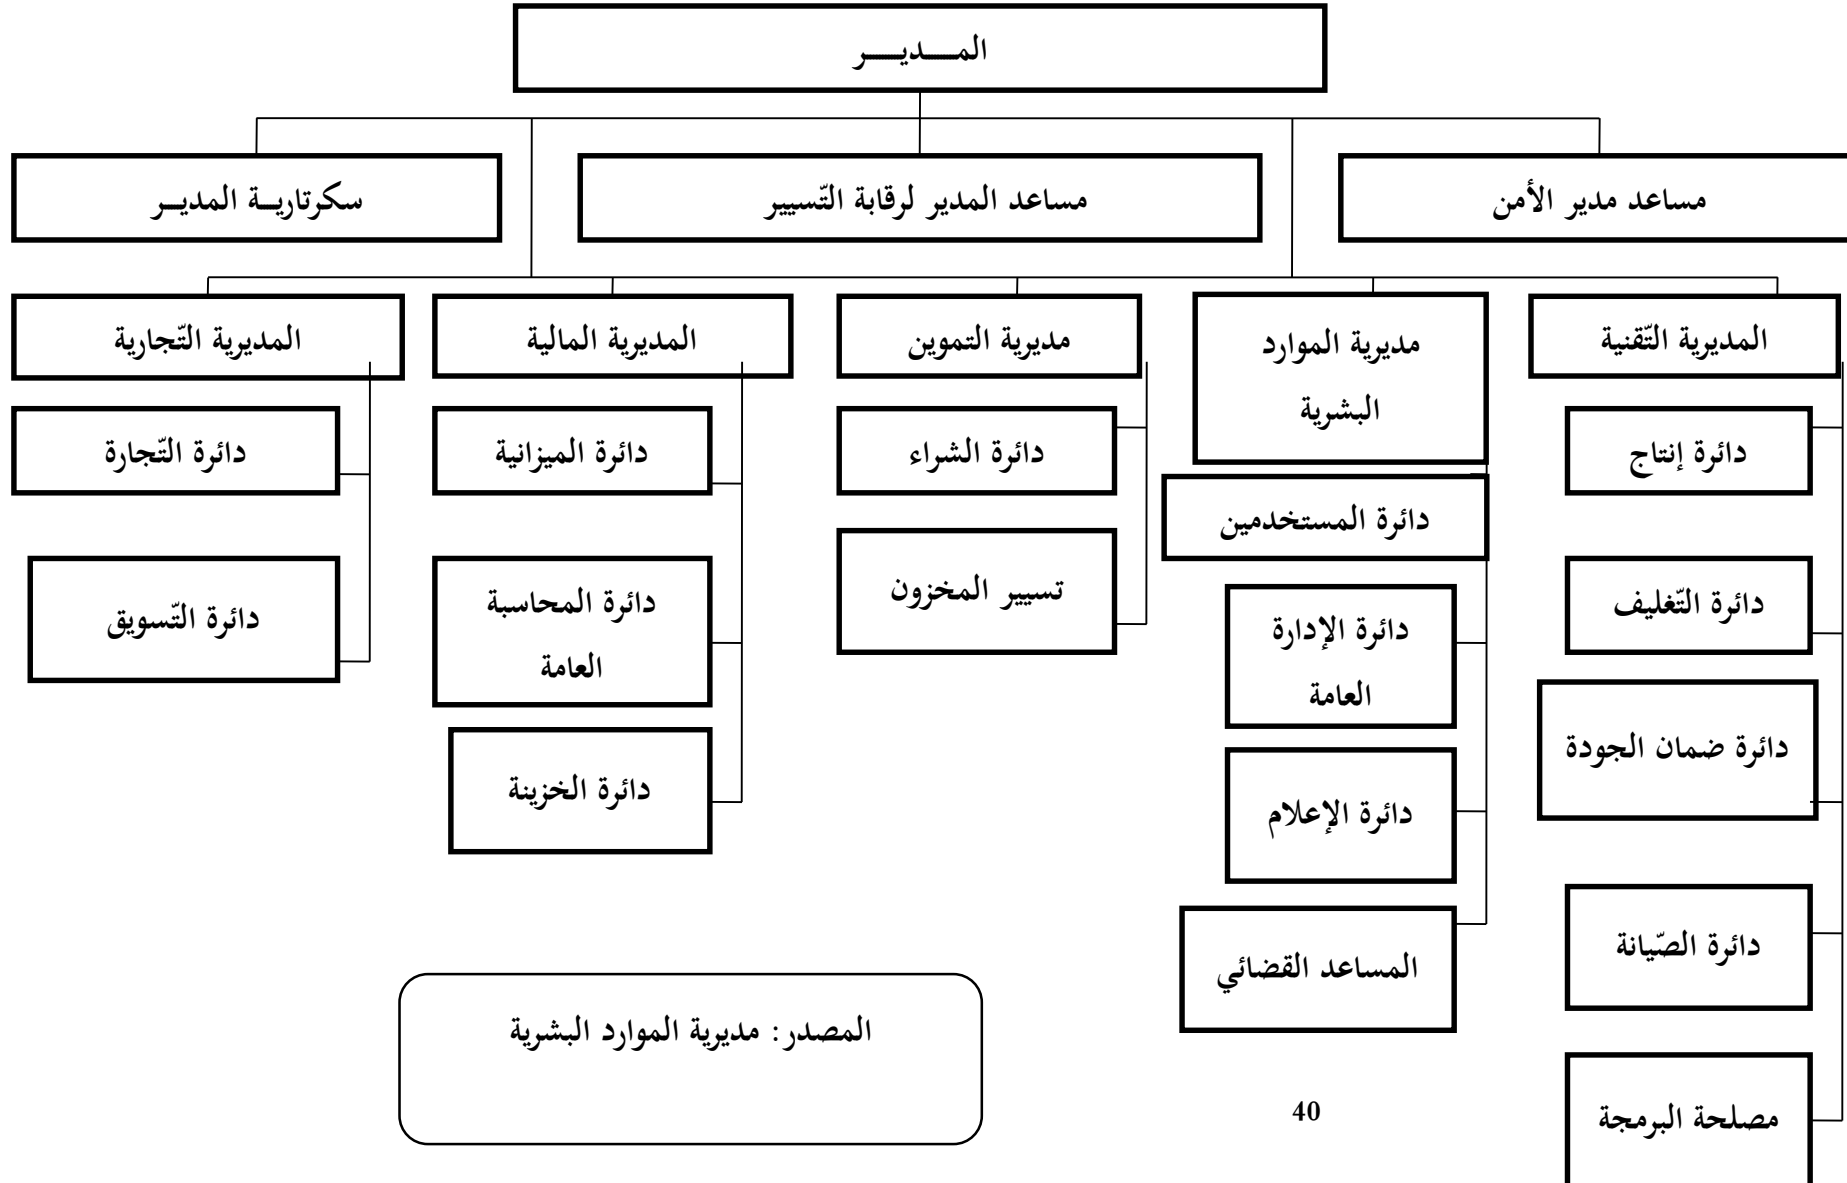 المـــديـــر
مساعد مدير الأمن
مساعد المدير لرقابة التّسيير
سكرتاريـة المديـر
المديرية التّقنية
مديرية الموارد
البشرية
مديرية التموين
المديرية المالية
المديرية التّجارية
دائرة إنتاج
دائرة التّغليف
دائرة ضمان الجودة
دائرة الصّيانة
مصلحة البرمجة
دائرة المستخدمين
دائرة الإدارة
العامة
دائرة الإعلام
المساعد القضائي
دائرة الشراء
تسيير المخزون
دائرة الميزانية
دائرة المحاسبة
العامة
دائرة الخزينة
دائرة التّجارة
دائرة التّسويق
المصدر: مديرية الموارد البشرية
40